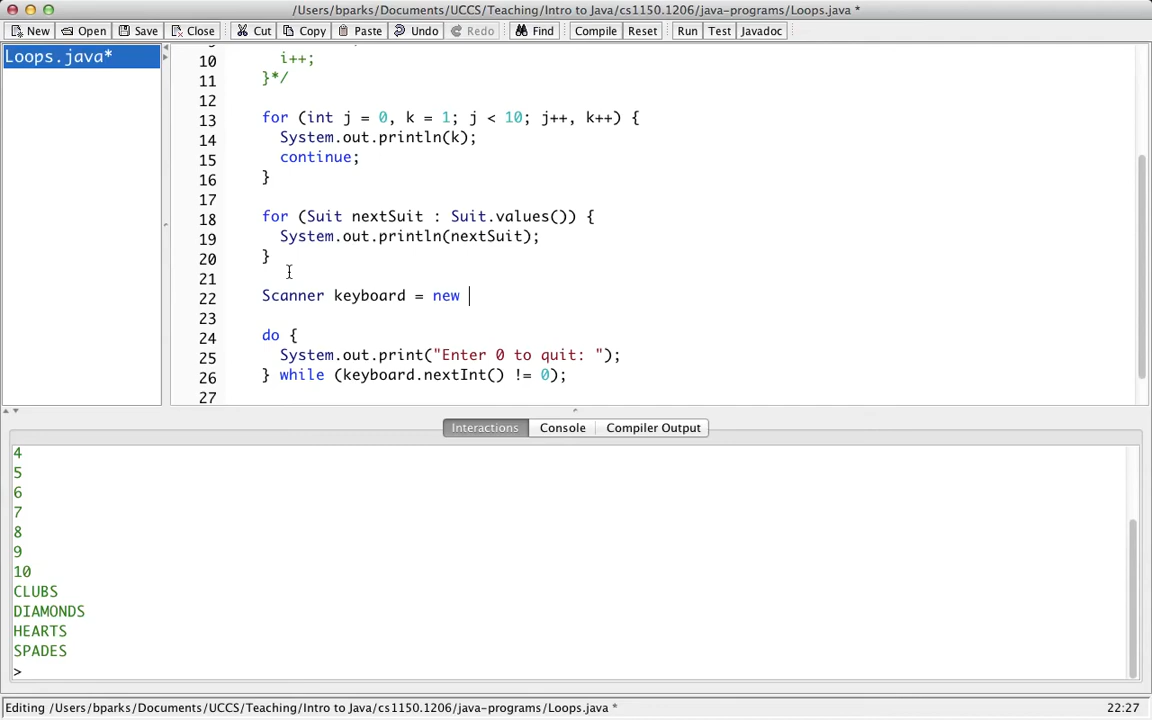 /Users/bparks/Documents/UCCS/Teaching/Intro to Java/cs1150.1206/java-programs/Loops.java *
New Open Save Close Cut Copy Paste Undo Redo Find Compile Reset Run Test Javadoc
Loops.java*
10 i++;
11 }*/
12
13 for (int j = 0, k = 1; j < 10; j++, k++) {
14 System.out.println(k);
15 continue;
16 }
17
18 for (Suit nextSuit : Suit.values()) {
19 System.out.println(nextSuit);
20 }
21
22 Scanner keyboard = new
23
24 do {
25 System.out.print("Enter 0 to quit: ");
26 } while (keyboard.nextInt() != 0);
27
Interactions Console Compiler Output
4
5
6
7
8
9
10
CLUBS
DIAMONDS
HEARTS
SPADES
>
Editing /Users/bparks/Documents/UCCS/Teaching/Intro to Java/cs1150.1206/java-programs/Loops.java * 22:27